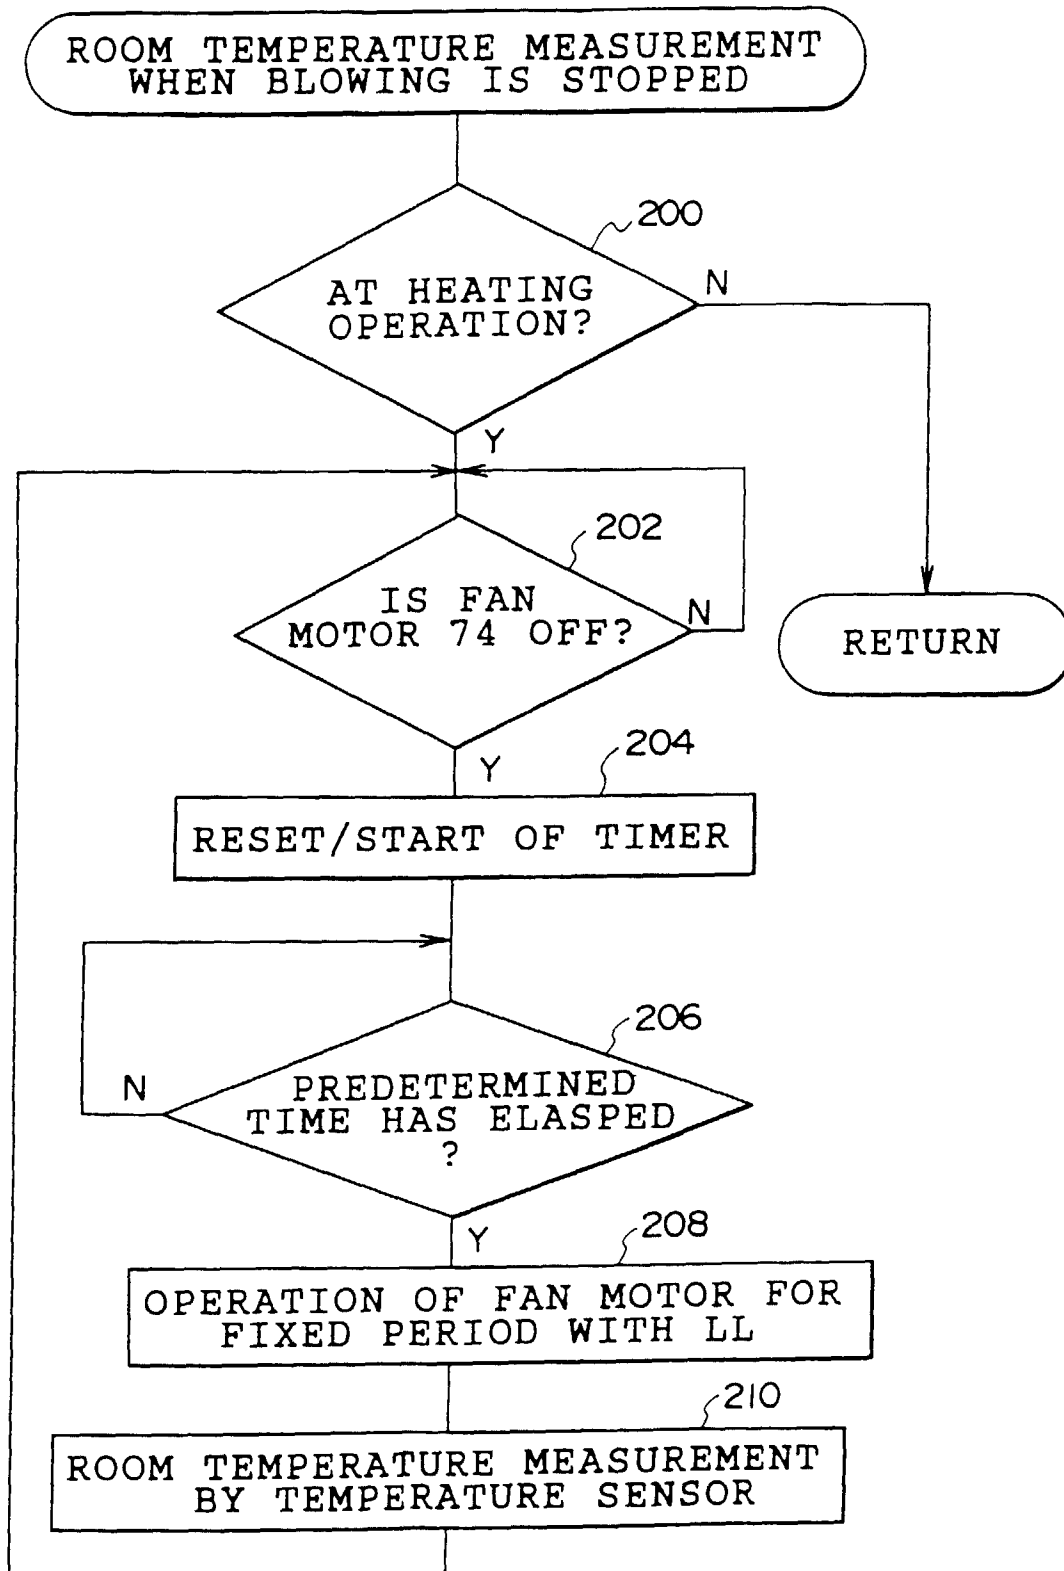 ROOM TEMPERATURE MEASUREMENT
WHEN BLOWING IS STOPPED
200
AT HEATING
OPERATION?
N
Y
202
IS FAN
MOTOR 74 OFF?
N
RETURN
Y
204
RESET/START OF TIMER
206
N
PREDETERMINED
TIME HAS ELASPED
?
Y
208
OPERATION OF FAN MOTOR FOR
FIXED PERIOD WITH LL
210
ROOM TEMPERATURE MEASUREMENT
BY TEMPERATURE SENSOR